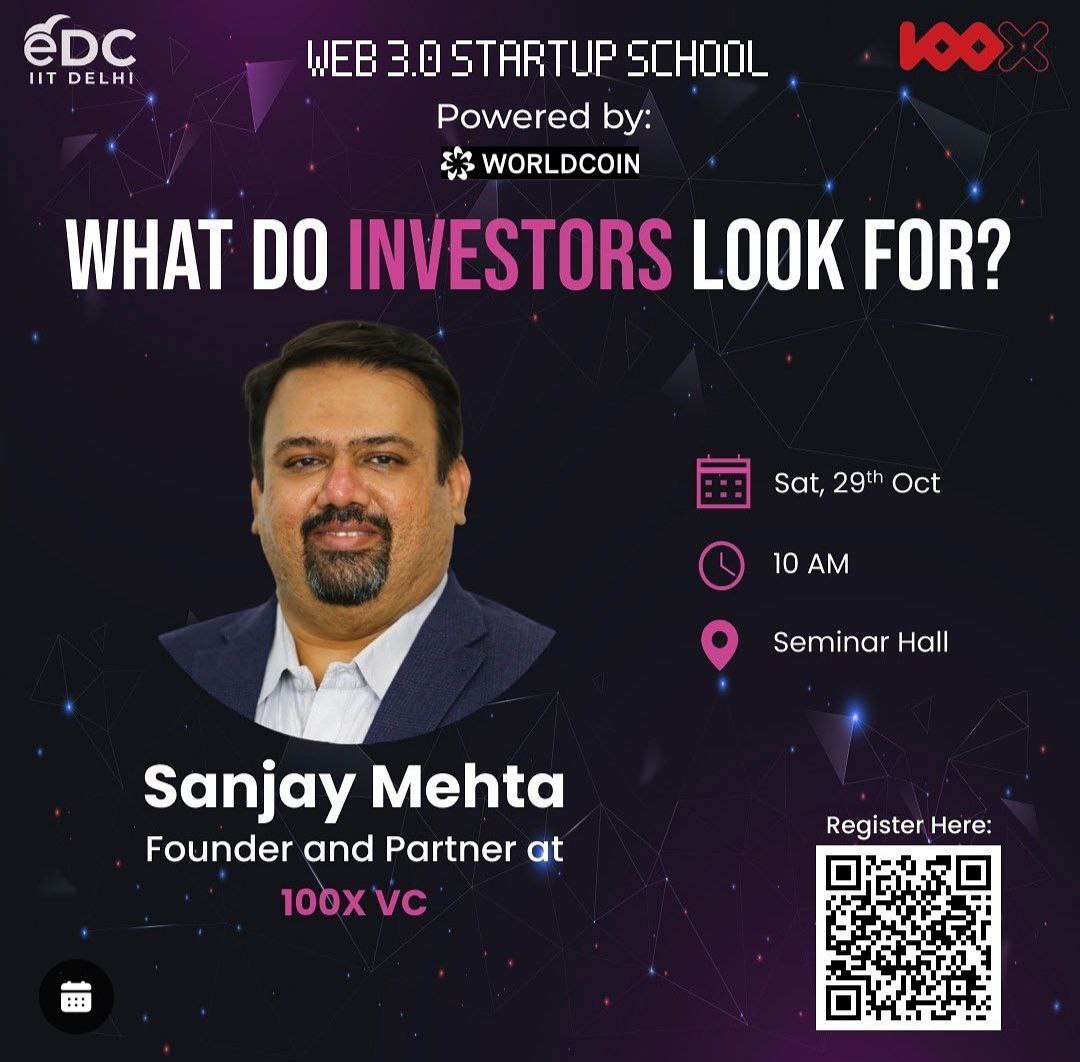 eDC
IIT DELHI
WEB 3.0 STARTUP SCHOOL
100X
Powered by:
WORLDCOIN
WHAT DO INVESTORS LOOK FOR?
Sat, 29th Oct
10 AM
Seminar Hall
Sanjay Mehta
Founder and Partner at
100X VC
Register Here: